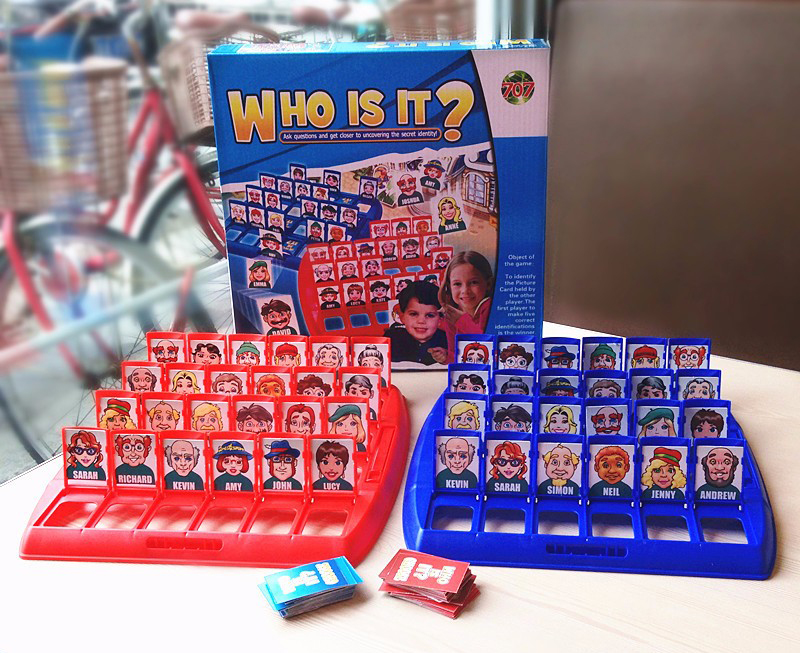 WHO IS IT?
Ask questions and get closer to uncovering the secret identity!
707
JOSHUA
AMY
ANNE
EMMA
DAVID
AMY
LUCY
Object of
the game:
To identify
the Picture
Card held by
the other
player. The
first player to
make five
correct
identifications
is the winner
SARAH
RICHARD
KEVIN
AMY
JOHN
LUCY
KEVIN
SARAH
SIMON
NEIL
JENNY
ANDREW